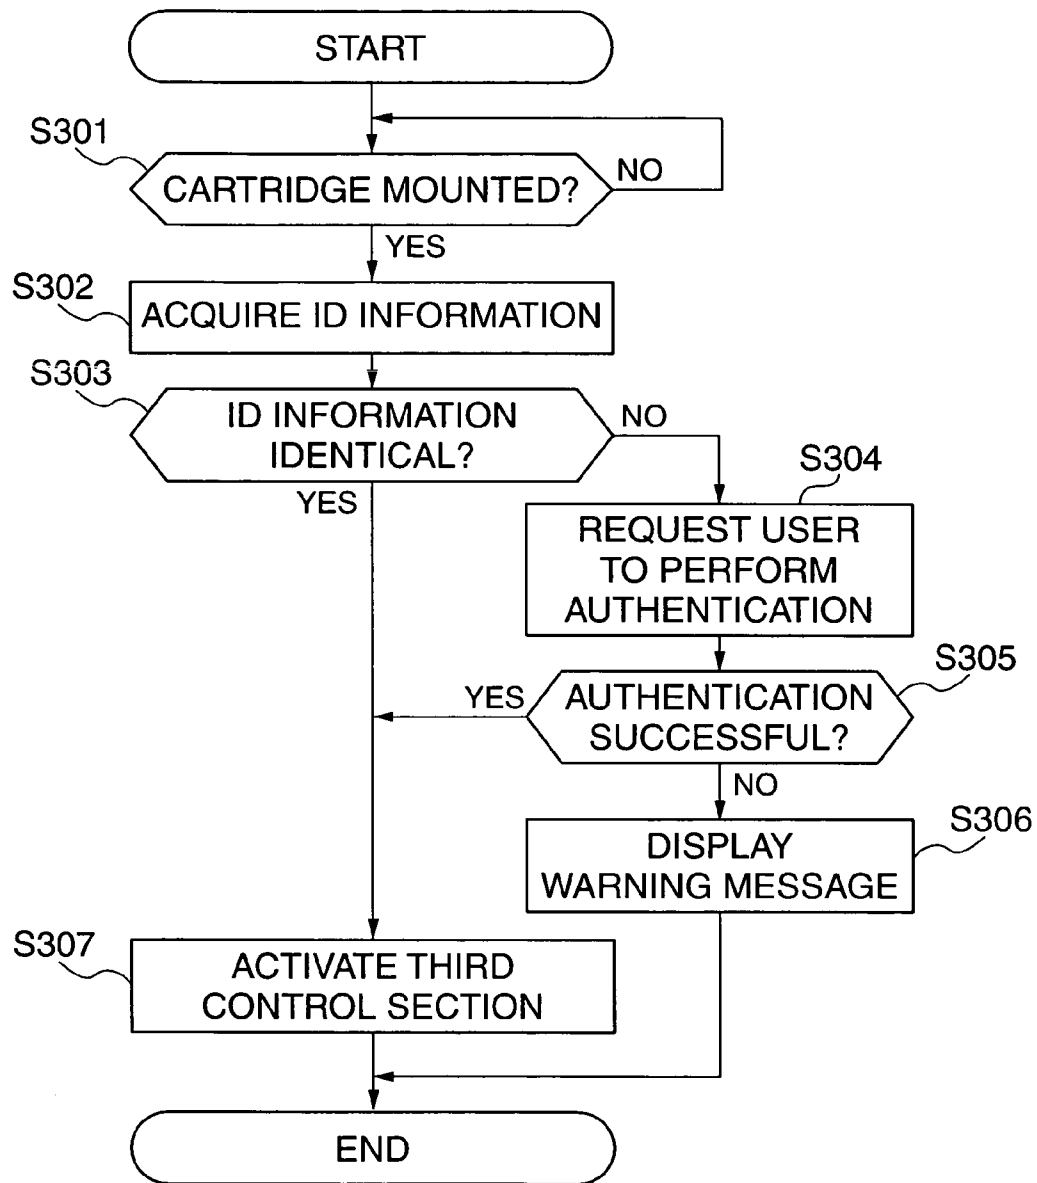 START
S301
CARTRIDGE MOUNTED?
NO
YES
S302
ACQUIRE ID INFORMATION
S303
ID INFORMATION
IDENTICAL?
NO
YES
S304
REQUEST USER
TO PERFORM
AUTHENTICATION
S305
AUTHENTICATION
SUCCESSFUL?
YES
NO
S306
DISPLAY
WARNING MESSAGE
S307
ACTIVATE THIRD
CONTROL SECTION
END